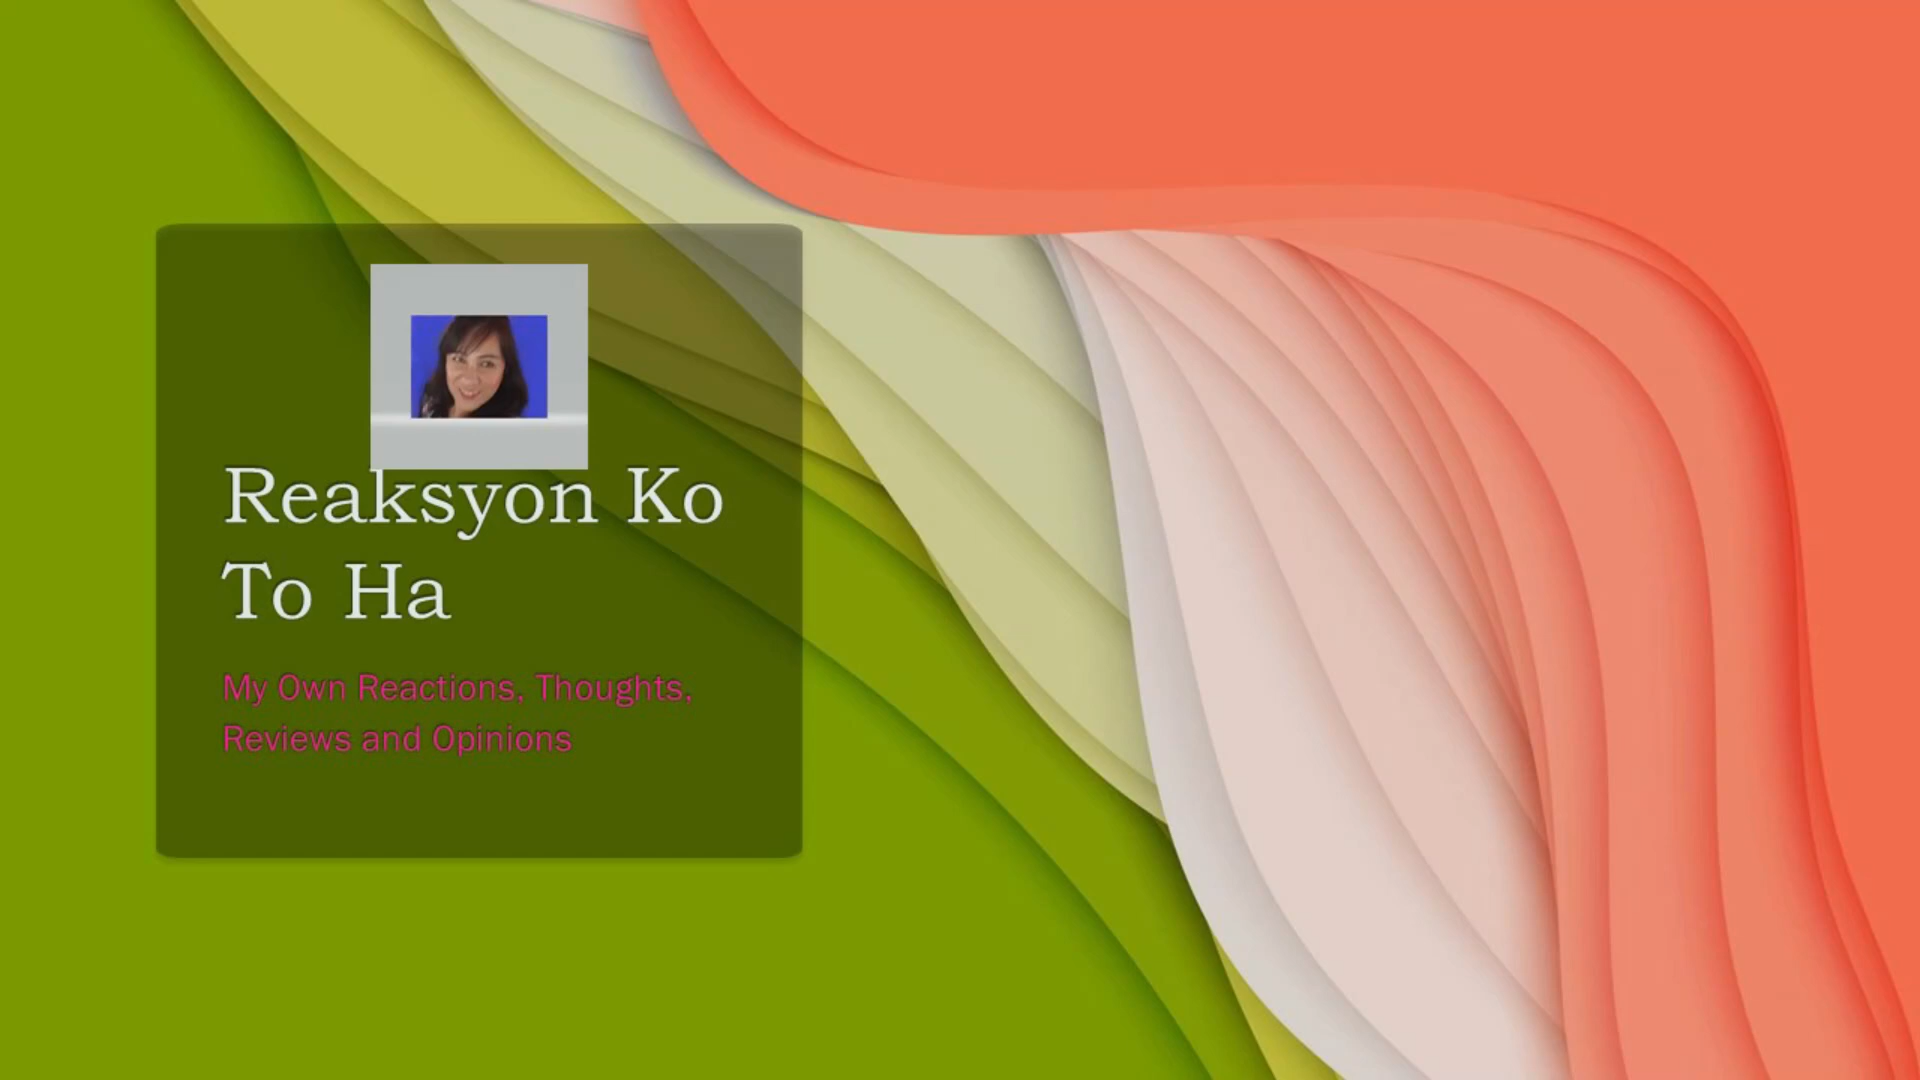 Reaksyon Ko
To Ha
My Own Reactions, Thoughts,
Reviews and Opinions